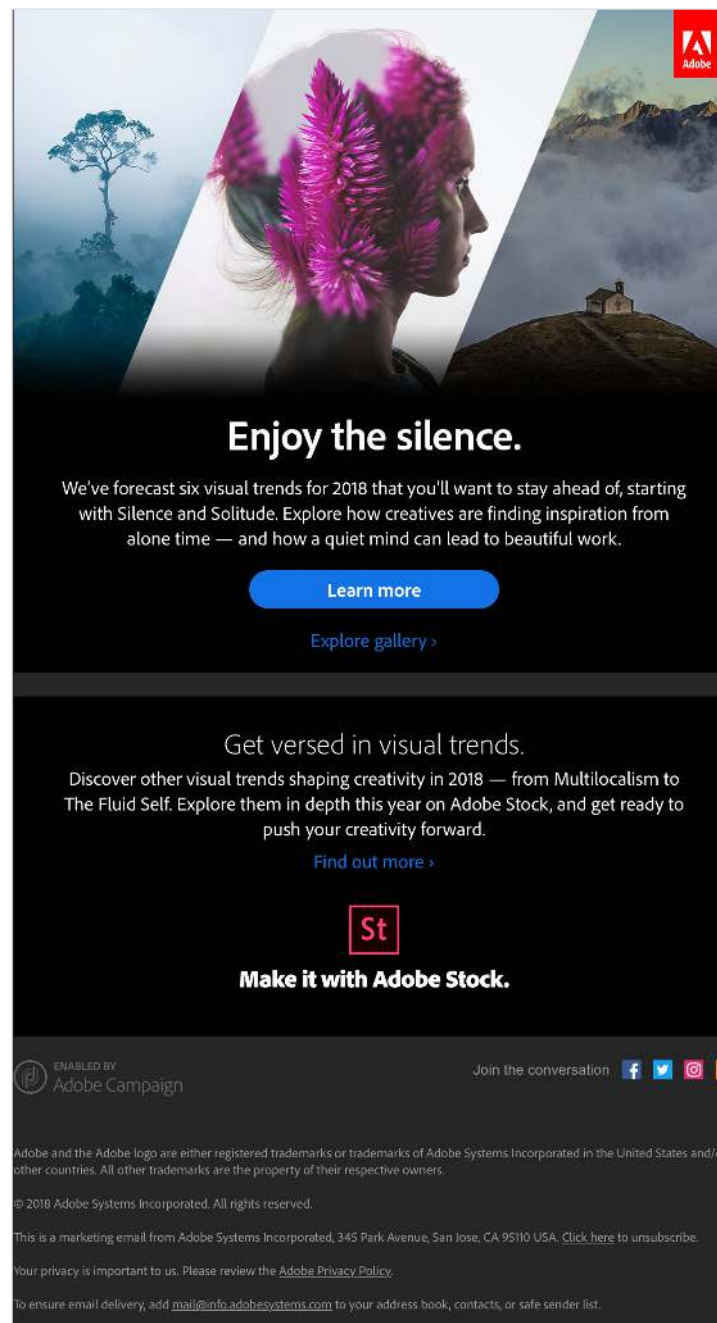 Adobe
Enjoy the silence.
We've forecast six visual trends for 2018 that you'll want to stay ahead of, starting
with Silence and Solitude. Explore how creatives are finding inspiration from
alone time — and how a quiet mind can lead to beautiful work.
Learn more
Explore gallery ›
Get versed in visual trends.
Discover other visual trends shaping creativity in 2018 — from Multilocalism to
The Fluid Self. Explore them in depth this year on Adobe Stock, and get ready to
push your creativity forward.
Find out more ›
St
Make it with Adobe Stock.
ENABLED BY
Adobe Campaign
Join the conversation
Adobe and the Adobe logo are either registered trademarks or trademarks of Adobe Systems Incorporated in the United States and/
other countries. All other trademarks are the property of their respective owners.
© 2018 Adobe Systems Incorporated. All rights reserved.
This is a marketing email from Adobe Systems Incorporated, 345 Park Avenue, San Jose, CA 95110 USA. Click here to unsubscribe.
Your privacy is important to us. Please review the Adobe Privacy Policy.
To ensure email delivery, add mail@info.adobesystems.com to your address book, contacts, or safe sender list.